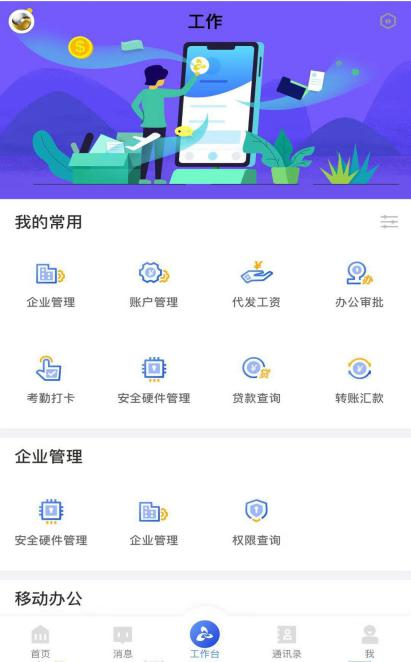 工作
我的常用
企业管理
账户管理
代发工资
办公审批
考勤打卡
安全硬件管理
贷款查询
转账汇款
企业管理
安全硬件管理
企业管理
权限查询
移动办公
首页
消息
工作台
通讯录
我